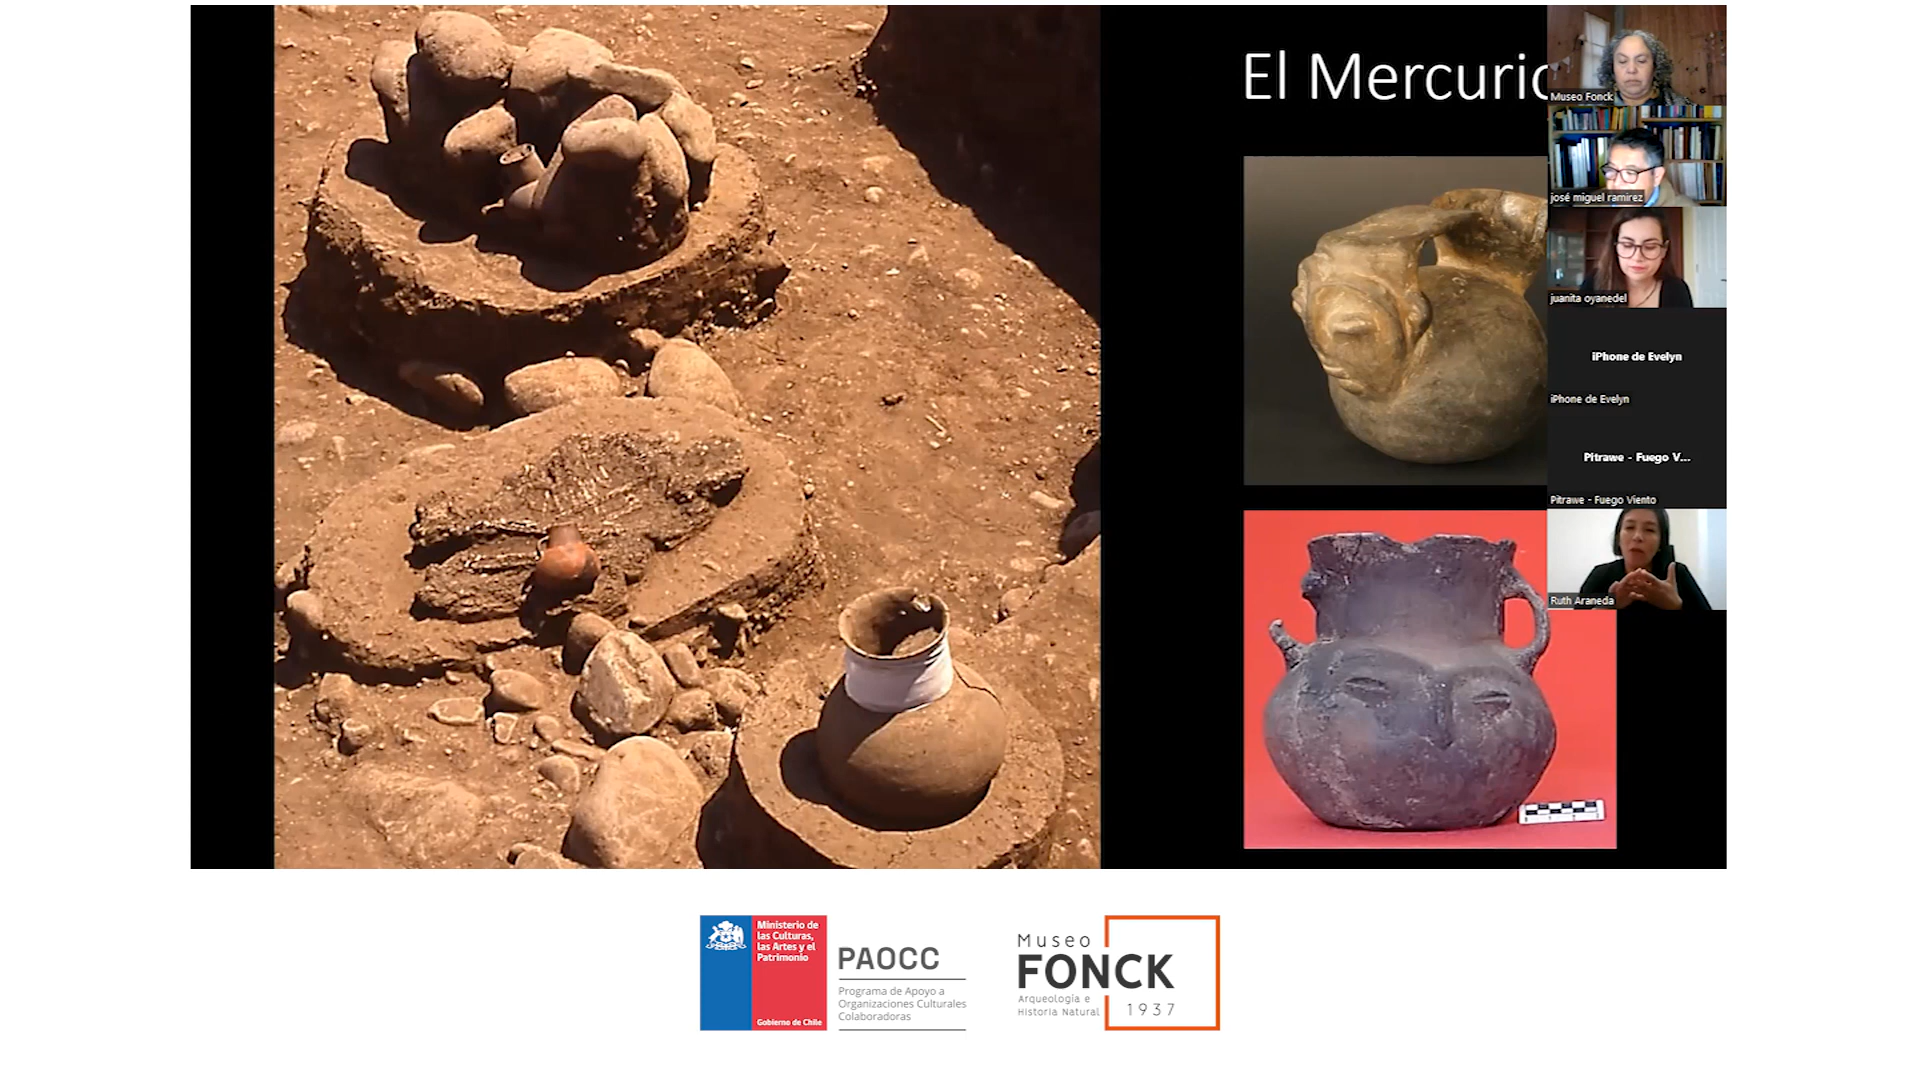 El Mercurio
Museo Fonck
josé miguel ramirez
juanita oyanedel
iPhone de Evelyn
iPhone de Evelyn
Pitrawe - Fuego V...
Pitrawe - Fuego Viento
Ruth Araneda
Ministerio de
las Culturas,
las Artes y el
Patrimonio
Gobierno de Chile
PAOCC
Programa de Apoyo a
Organizaciones Culturales
Colaboradoras
Museo
FONCK
Arqueología e
Historia Natural
1937